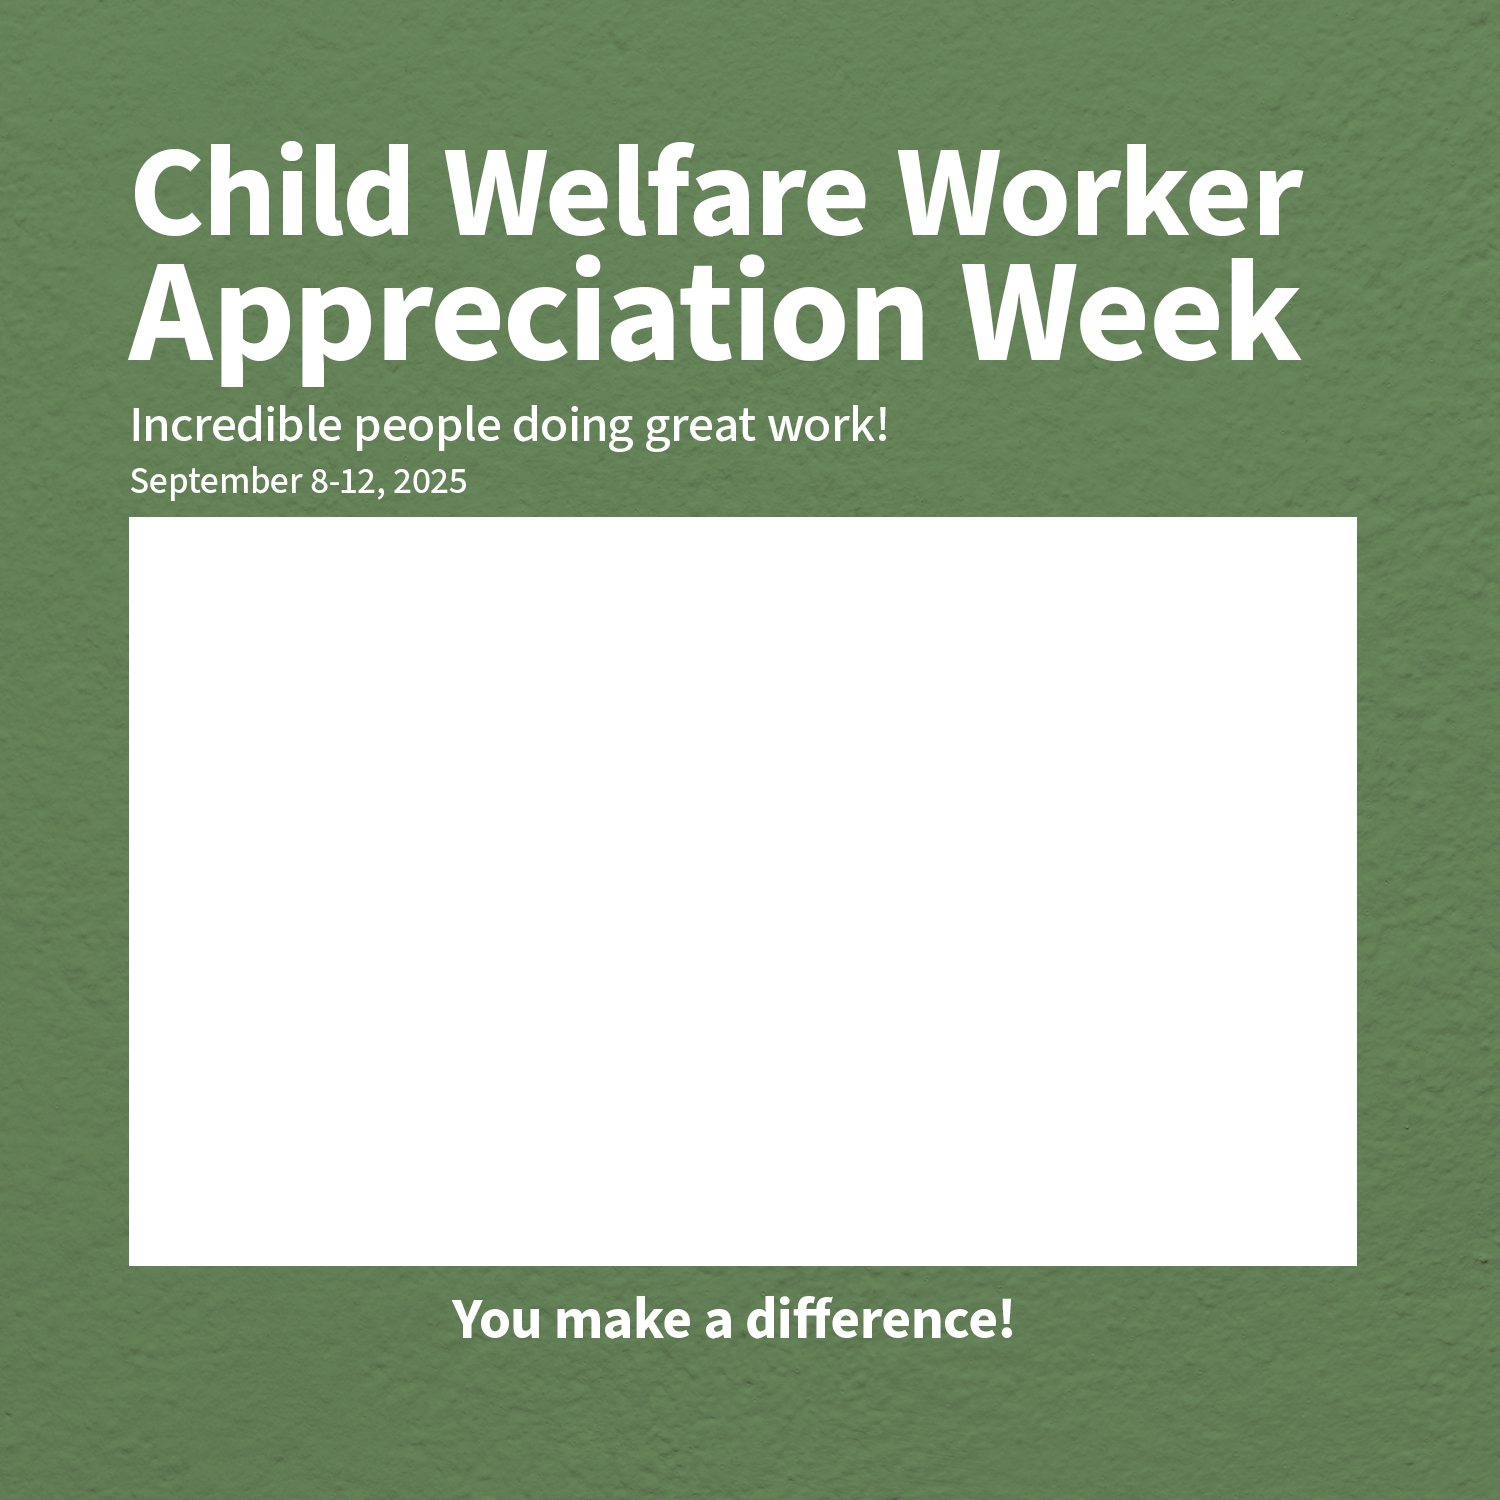 Child Welfare Worker
Appreciation Week
Incredible people doing great work!
September 8-12, 2025
You make a difference!